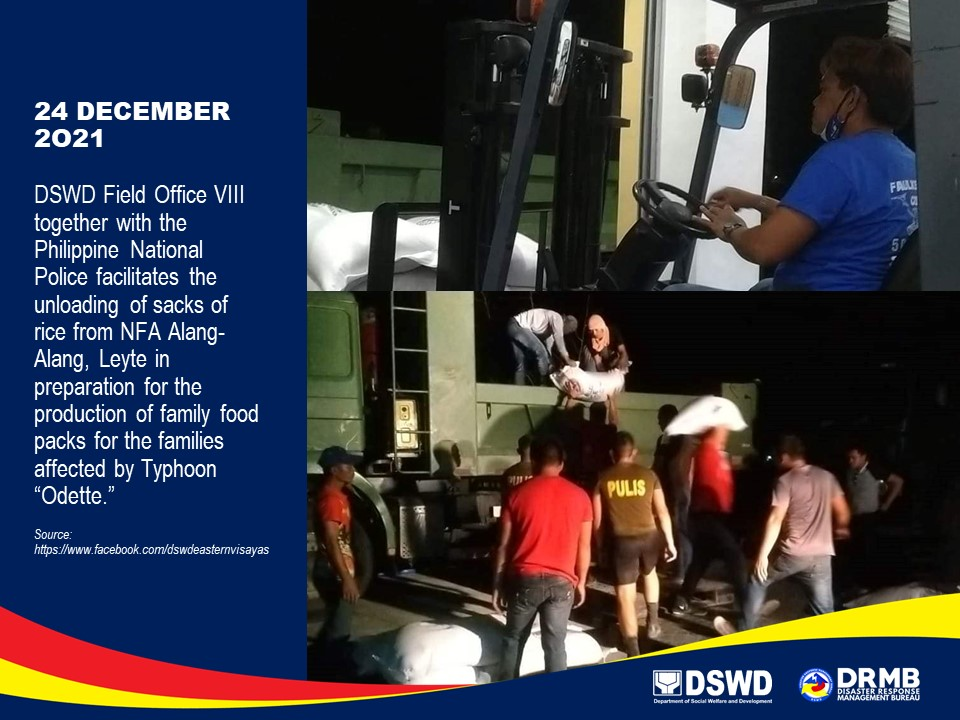 24 DECEMBER
2O21
DSWD Field Office VIII
together with the
Philippine National
Police facilitates the
unloading of sacks of
rice from NFA Alang-
Alang, Leyte in
preparation for the
production of family food
packs for the families
affected by Typhoon
“Odette.”
Source:
https://www.facebook.com/dswdeasternvisayas
PULIS
DSWD
Department of Social Welfare and Development
DRMB
DISASTER RESPONSE
MANAGEMENT BUREAU